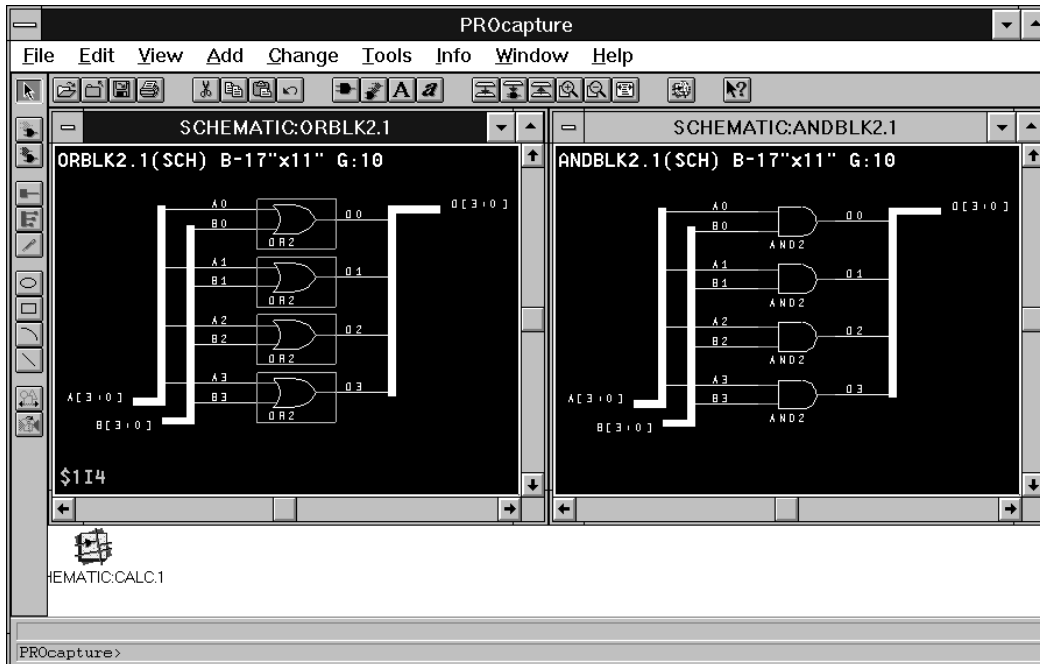 PROcapture
File Edit View Add Change Tools Info Window Help
A a ?
SCHEMATIC:ORBLK2.1
ORBLK2.1(SCH) B-17"x11" G:10
A0
B0
OR2
O0
O[3:0]
A1
B1
OR2
O1
A2
B2
OR2
O2
A3
B3
OR2
O3
A[3:0]
B[3:0]
$1I4
SCHEMATIC:ANDBLK2.1
ANDBLK2.1(SCH) B-17"x11" G:10
A0
B0
AND2
O0
O[3:0]
A1
B1
AND2
O1
A2
B2
AND2
O2
A3
B3
AND2
O3
A[3:0]
B[3:0]
HEMATIC:CALC.1
PROcapture>